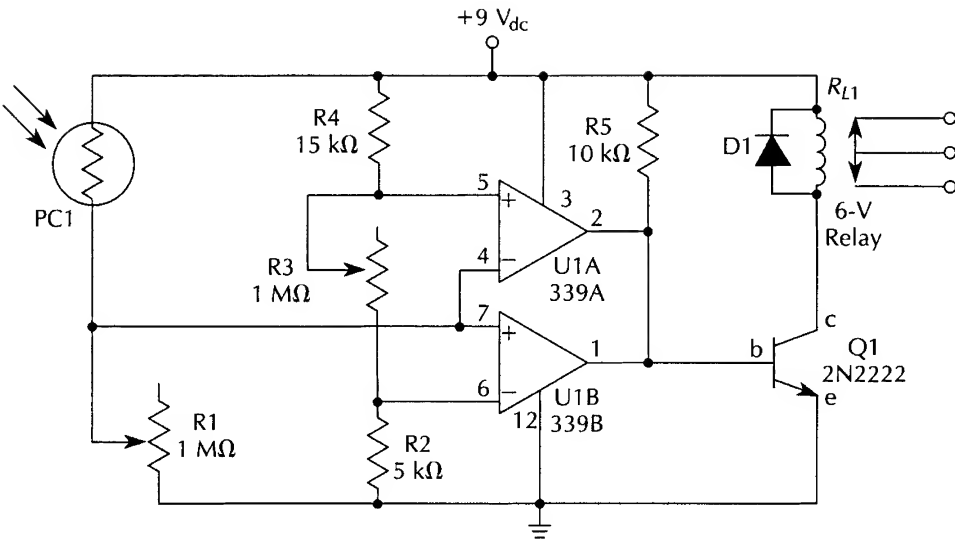 +9 Vdc
RL1
R4
15 kΩ
R5
10 kΩ
D1
PC1
5
+
3
2
6-V
Relay
4
−
R3
1 MΩ
U1A
339A
7
+
1
c
b
Q1
2N2222
6
−
U1B
339B
e
12
R1
1 MΩ
R2
5 kΩ